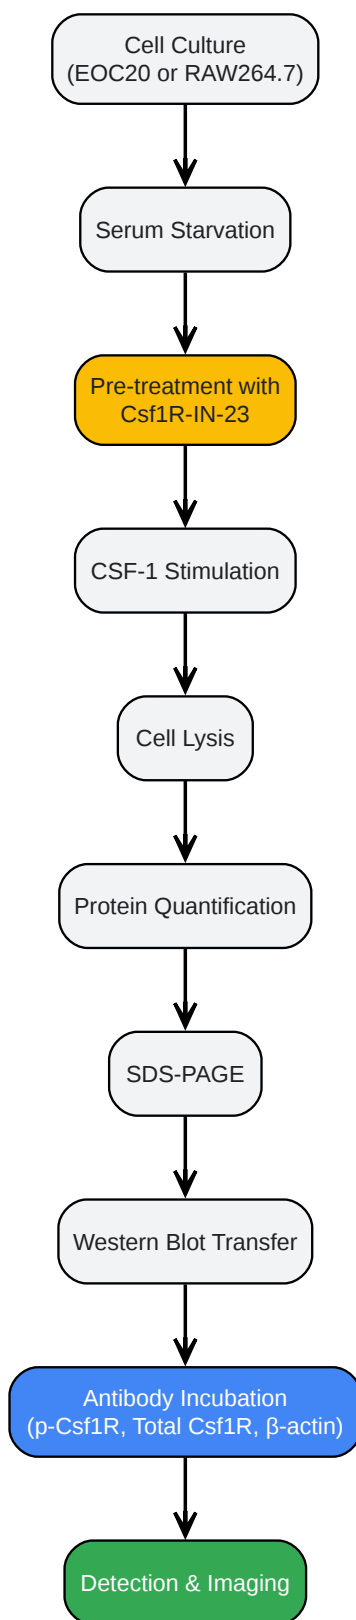 Cell Culture
(EOC20 or RAW264.7)
Serum Starvation
Pre-treatment with
Csf1R-IN-23
CSF-1 Stimulation
Cell Lysis
Protein Quantification
SDS-PAGE
Western Blot Transfer
Antibody Incubation
(p-Csf1R, Total Csf1R, β-actin)
Detection & Imaging